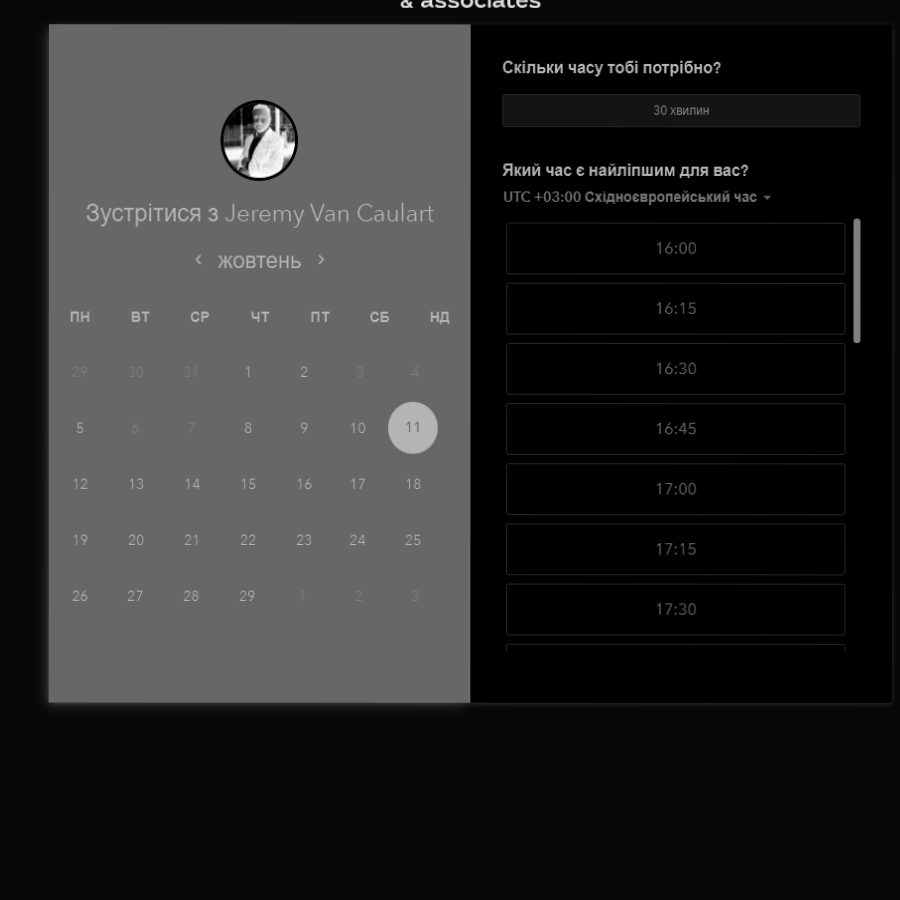 & associates
Зустрітися з Jeremy Van Caulart
‹ жовтень ›
ПН ВТ СР ЧТ ПТ СБ НД
29 30 31 1 2 3 4
5 6 7 8 9 10 11
12 13 14 15 16 17 18
19 20 21 22 23 24 25
26 27 28 29 1 2 3
Скільки часу тобі потрібно?
30 хвилин
Який час є найліпшим для вас?
UTC +03:00 Східноєвропейський час
16:00
16:15
16:30
16:45
17:00
17:15
17:30